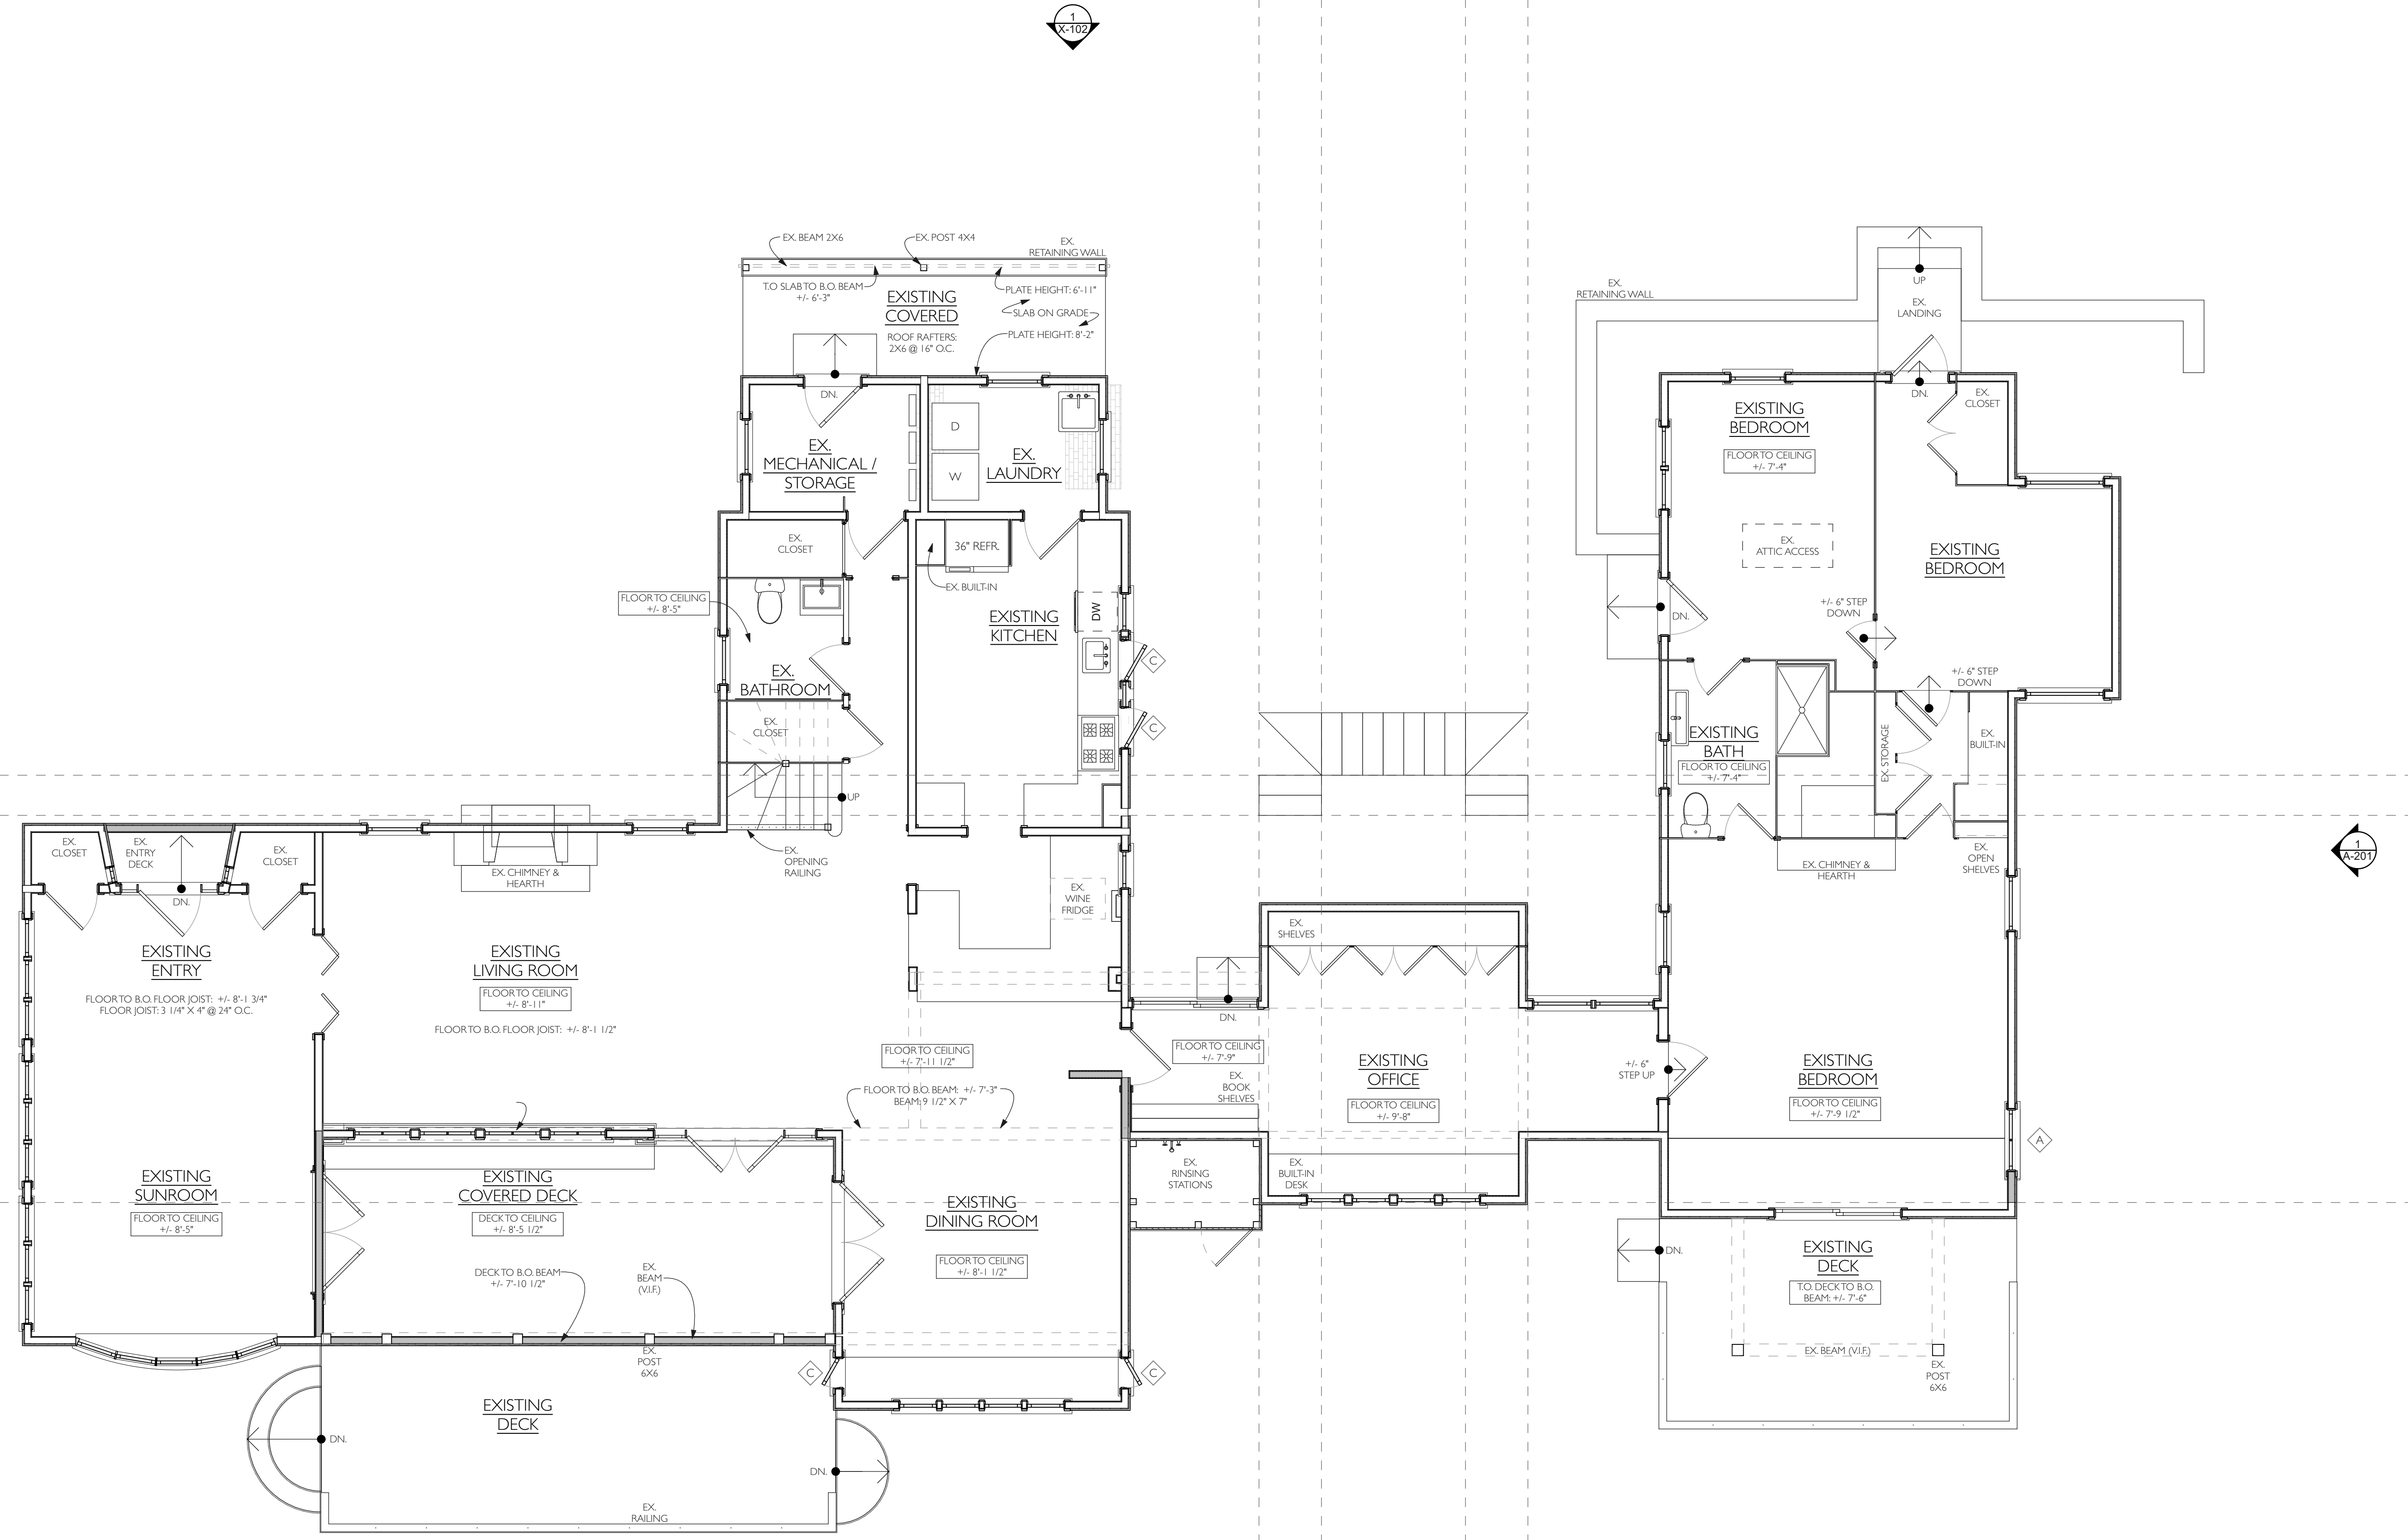 1
X-102
EX. BEAM 2X6
EX. POST 4X4
EX.
RETAINING WALL
T.O SLAB TO B.O. BEAM
+/- 6'-3"
EXISTING
COVERED
ROOF RAFTERS:
2X6 @ 16" O.C.
PLATE HEIGHT: 6'-11"
SLAB ON GRADE
PLATE HEIGHT: 8'-2"
EX.
RETAINING WALL
UP
EX.
LANDING
DN.
DN.
EX.
MECHANICAL /
STORAGE
D
W
EX.
LAUNDRY
EXISTING
BEDROOM
FLOOR TO CEILING
+/- 7'-4"
EX.
CLOSET
EX.
ATTIC ACCESS
EXISTING
BEDROOM
+/- 6" STEP
DOWN
DN.
+/- 6" STEP
DOWN
EX.
CLOSET
36" REFR.
EX. BUILT-IN
FLOOR TO CEILING
+/- 8'-5"
EXISTING
KITCHEN
DW
C
C
EX.
BATHROOM
EX.
CLOSET
UP
EX.
OPENING
RAILING
EXISTING
BATH
FLOOR TO CEILING
+/- 7'-4"
EX. STORAGE
EX.
BUILT-IN
EX.
OPEN
SHELVES
EX. CHIMNEY &
HEARTH
1
A-201
EX.
CLOSET
EX.
ENTRY
DECK
EX.
CLOSET
DN.
EX. CHIMNEY &
HEARTH
EX.
WINE
FRIDGE
EX.
SHELVES
EXISTING
ENTRY
FLOOR TO B.O. FLOOR JOIST: +/- 8'-1 3/4"
FLOOR JOIST: 3 1/4" X 4" @ 24" O.C.
EXISTING
LIVING ROOM
FLOOR TO CEILING
+/- 8'-11"
FLOOR TO B.O. FLOOR JOIST: +/- 8'-1 1/2"
FLOOR TO CEILING
+/- 7'-11 1/2"
FLOOR TO B.O. BEAM: +/- 7'-3"
BEAM: 9 1/2" X 7"
DN.
FLOOR TO CEILING
+/- 7'-9"
EX.
BOOK
SHELVES
EXISTING
OFFICE
FLOOR TO CEILING
+/- 9'-8"
+/- 6"
STEP UP
EXISTING
BEDROOM
FLOOR TO CEILING
+/- 7'-9 1/2"
A
EXISTING
SUNROOM
FLOOR TO CEILING
+/- 8'-5"
EXISTING
COVERED DECK
DECK TO CEILING
+/- 8'-5 1/2"
DECK TO B.O. BEAM
+/- 7'-10 1/2"
EX.
BEAM
(V.I.F.)
EXISTING
DINING ROOM
FLOOR TO CEILING
+/- 8'-1 1/2"
EX.
RINSING
STATIONS
EX.
BUILT-IN
DESK
DN.
EXISTING
DECK
T.O. DECK TO B.O.
BEAM: +/- 7'-6"
EX. BEAM (V.I.F.)
EX.
POST
6X6
EX.
POST
6X6
C
C
EXISTING
DECK
DN.
DN.
EX.
RAILING